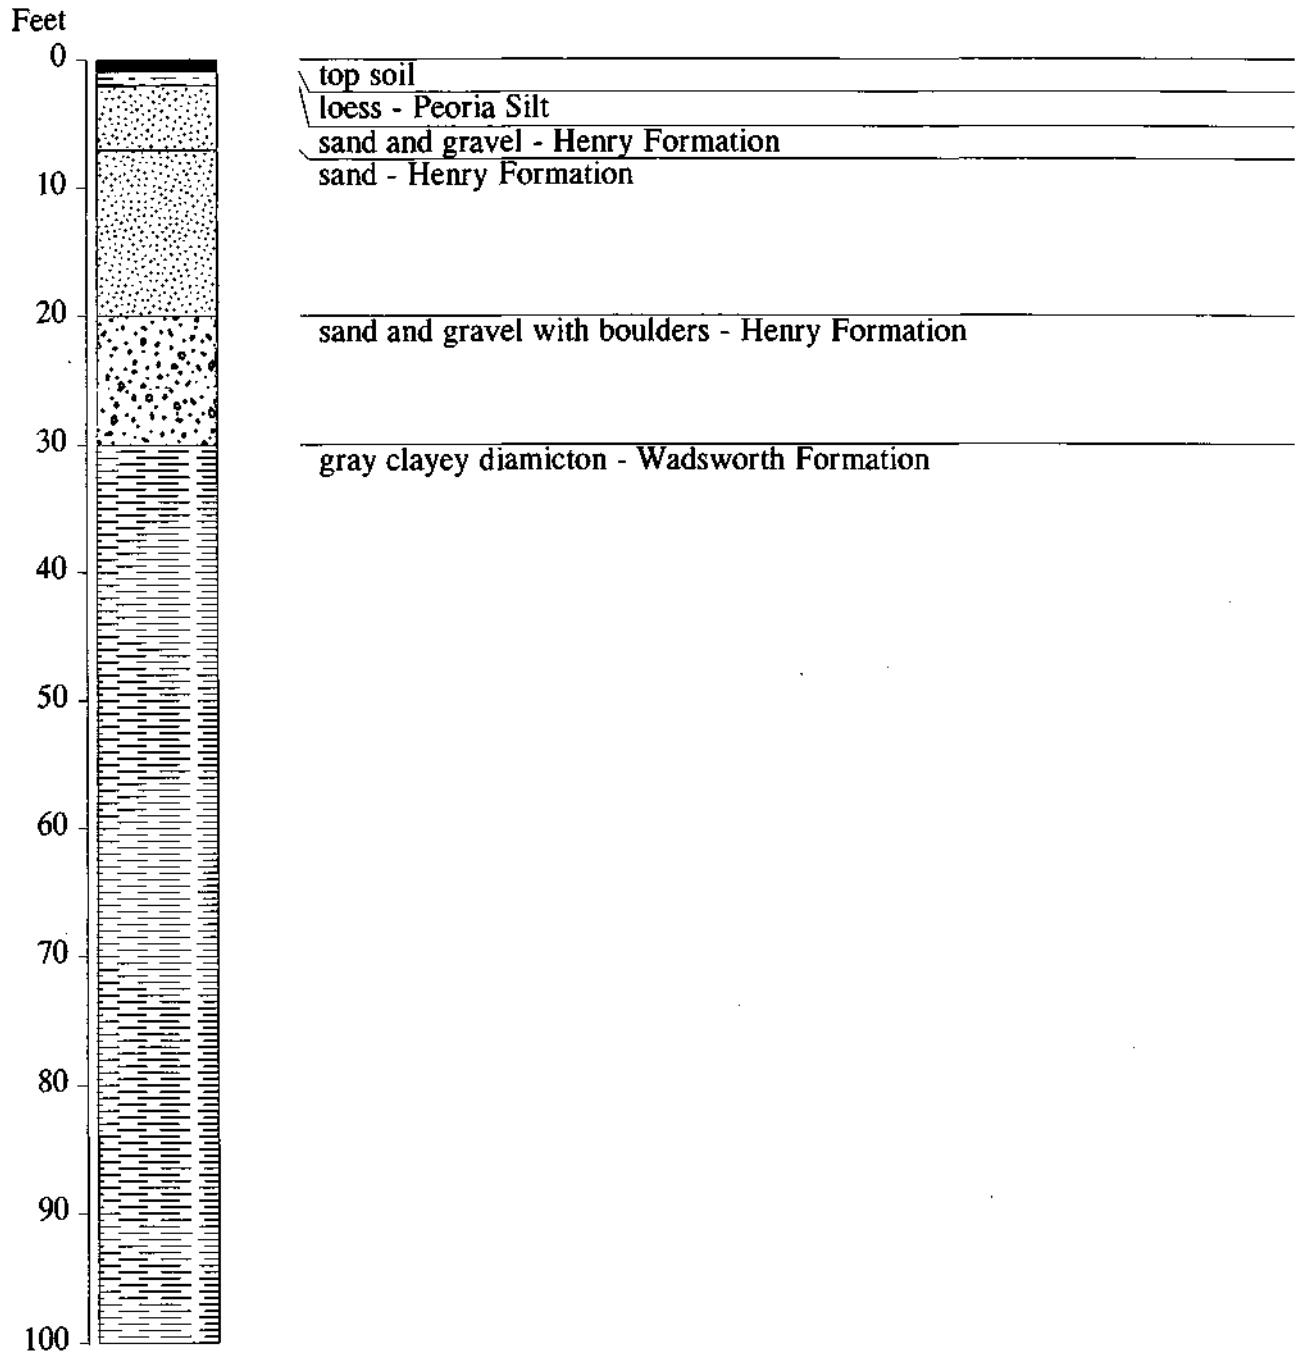 Feet
0
top soil
loess - Peoria Silt
sand and gravel - Henry Formation
10
sand - Henry Formation
20
sand and gravel with boulders - Henry Formation
30
gray clayey diamicton - Wadsworth Formation
40
50
60
70
80
90
100